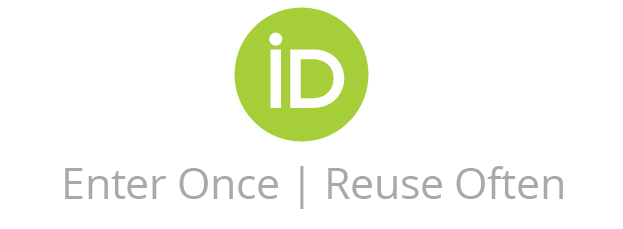 iD
Enter Once | Reuse Often